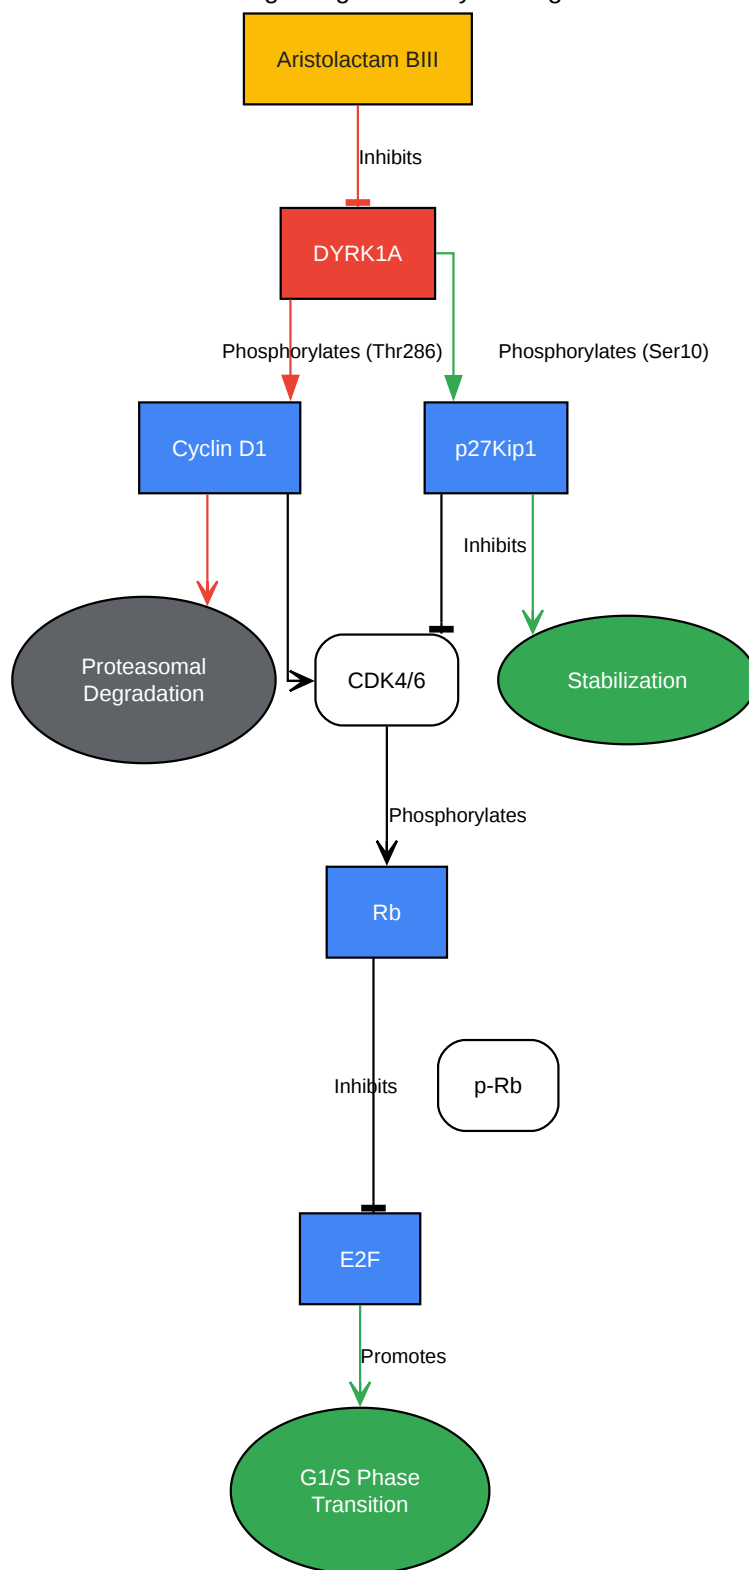 Aristolactam BIII
Inhibits
DYRK1A
Phosphorylates (Thr286)
Phosphorylates (Ser10)
Cyclin D1
p27Kip1
Inhibits
Proteasomal
Degradation
CDK4/6
Stabilization
Phosphorylates
Rb
Inhibits
p-Rb
E2F
Promotes
G1/S Phase
Transition